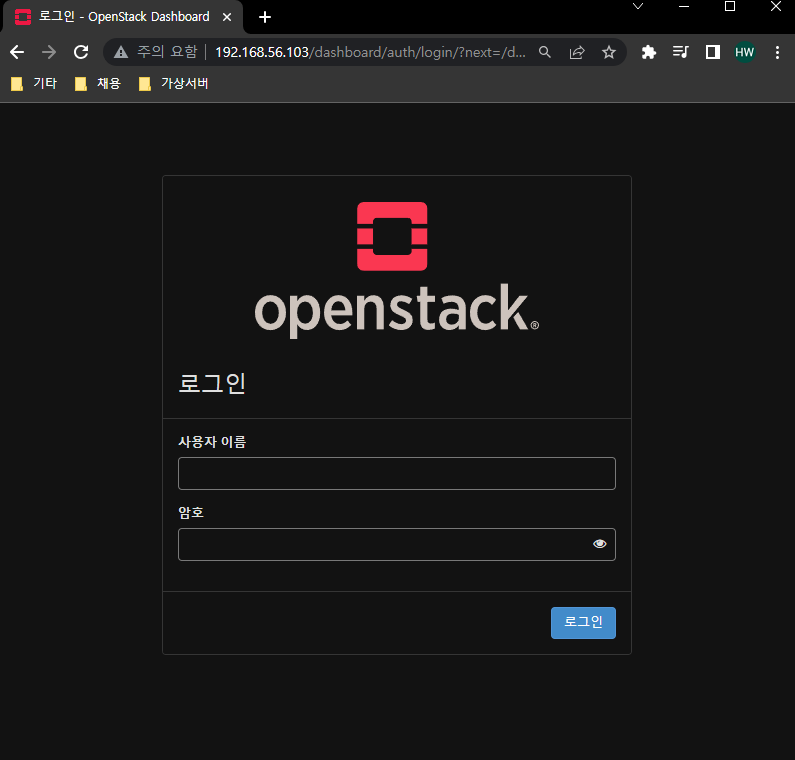 로그인 - OpenStack Dashboard
주의 요함 192.168.56.103/dashboard/auth/login/?next=/d...
HW
기타 채용 가상서버
openstack.®
로그인
사용자 이름
암호
로그인